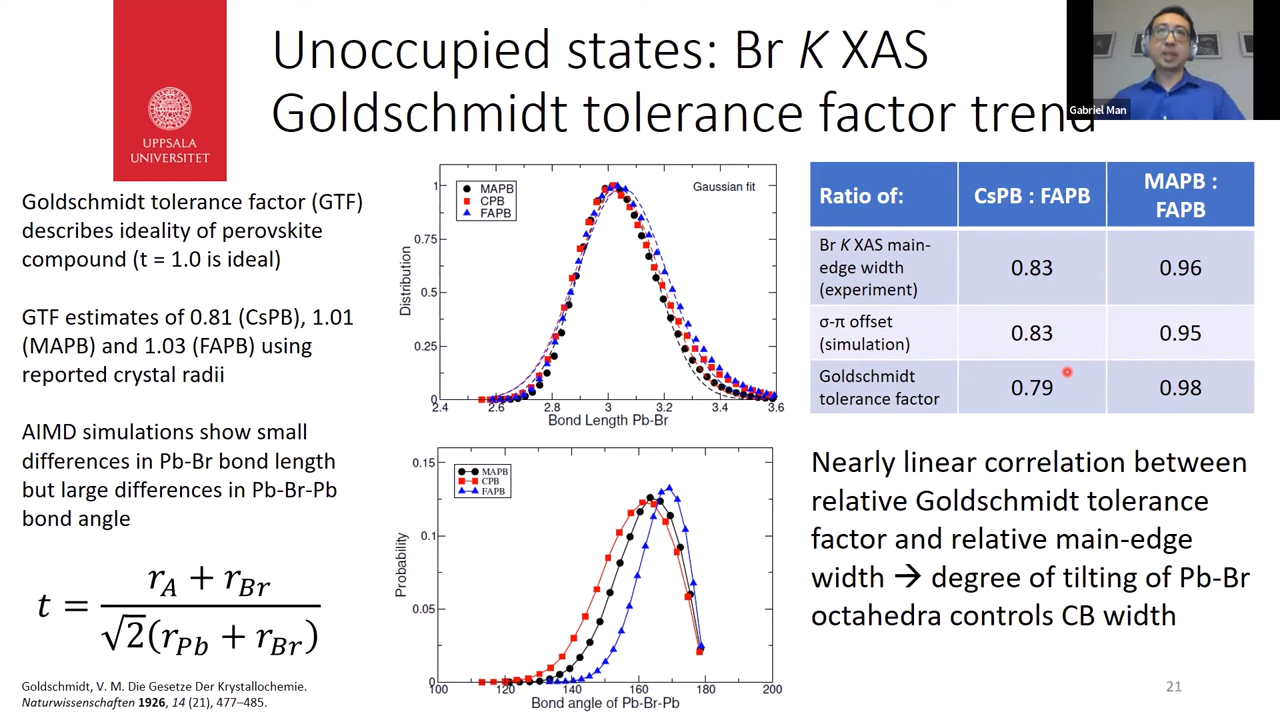 Unoccupied states: Br K XAS
Goldschmidt tolerance factor trend
Gabriel Man
UPPSALA
UNIVERSITET
Goldschmidt tolerance factor (GTF)
describes ideality of perovskite
compound (t = 1.0 is ideal)
GTF estimates of 0.81 (CsPB), 1.01
(MAPB) and 1.03 (FAPB) using
reported crystal radii
AIMD simulations show small
differences in Pb-Br bond length
but large differences in Pb-Br-Pb
bond angle
t = (r_A + r_Br) / (√2(r_Pb + r_Br))
Goldschmidt, V. M. Die Gesetze Der Krystallochemie.
Naturwissenschaften 1926, 14 (21), 477–485.
MAPB
CPB
FAPB
Gaussian fit
Distribution
1
0.75
0.5
0.25
0
2.4 2.6 2.8 3 3.2 3.4 3.6
Bond Length Pb-Br
MAPB
CPB
FAPB
Probability
0.15
0.1
0.05
0
100 120 140 160 180 200
Bond angle of Pb-Br-Pb
Ratio of: CsPB : FAPB MAPB :
FAPB
Br K XAS main-
edge width
(experiment) 0.83 0.96
σ-π offset
(simulation) 0.83 0.95
Goldschmidt
tolerance factor 0.79 0.98
Nearly linear correlation between
relative Goldschmidt tolerance
factor and relative main-edge
width → degree of tilting of Pb-Br
octahedra controls CB width
21